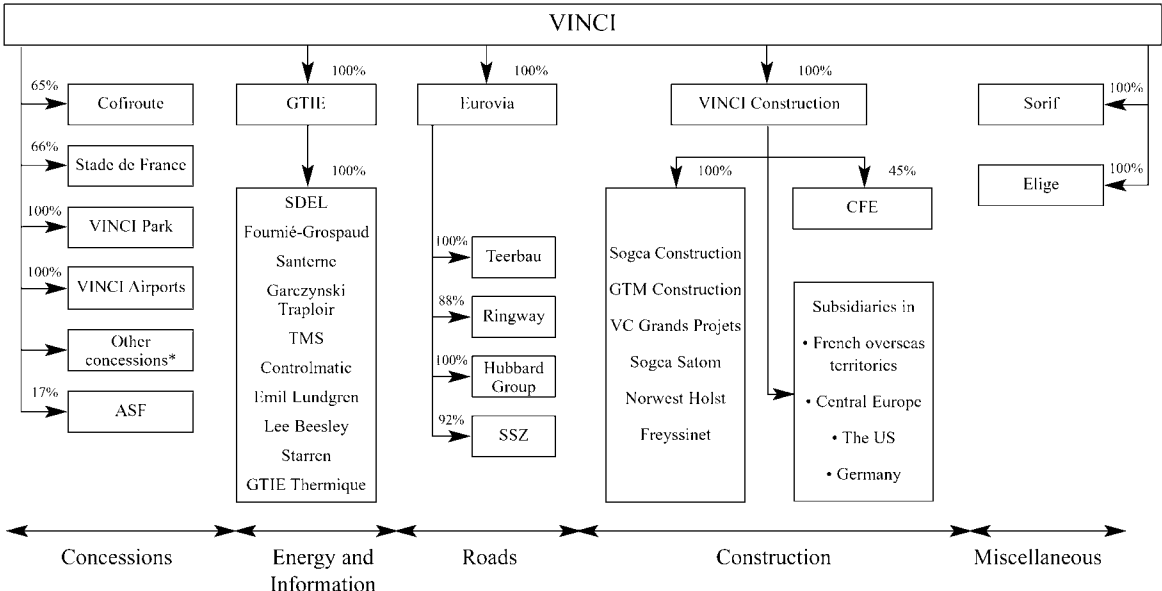 VINCI
65%
Cofiroute
66%
Stade de France
100%
VINCI Park
100%
VINCI Airports
Other
concessions*
17%
ASF
100%
GTIE
100%
SDEL
Fournié-Grospaud
Santerne
Garczynski
Traploir
TMS
Controlmatic
Emil Lundgren
Lee Beesley
Starren
GTIE Thermique
100%
Eurovia
100%
Teerbau
88%
Ringway
100%
Hubbard
Group
92%
SSZ
100%
VINCI Construction
100%
Sogea Construction
GTM Construction
VC Grands Projets
Sogea Satom
Norwest Holst
Freyssinet
45%
CFE
Subsidiaries in
• French overseas
territories
• Central Europe
• The US
• Germany
100%
Sorif
100%
Elige
Concessions
Energy and
Information
Roads
Construction
Miscellaneous